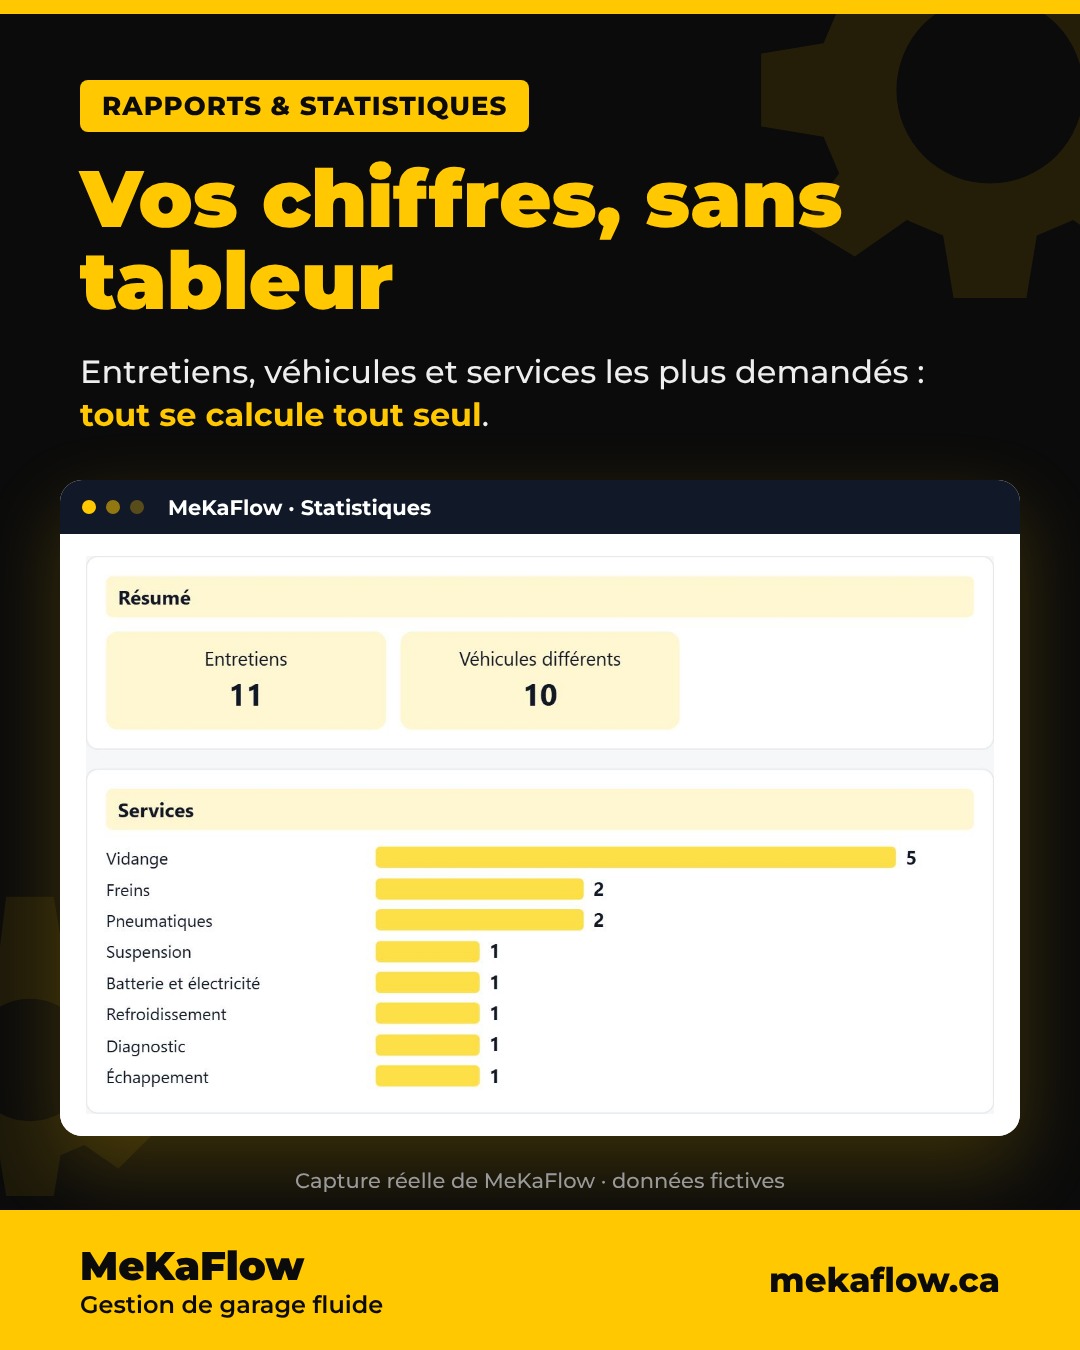 RAPPORTS & STATISTIQUES
Vos chiffres, sans
tableur
Entretiens, véhicules et services les plus demandés :
tout se calcule tout seul.
MeKaFlow · Statistiques
Résumé
Entretiens
11
Véhicules différents
10
Services
Vidange 5
Freins 2
Pneumatiques 2
Suspension 1
Batterie et électricité 1
Refroidissement 1
Diagnostic 1
Échappement 1
Capture réelle de MeKaFlow · données fictives
MeKaFlow
Gestion de garage fluide
mekaflow.ca